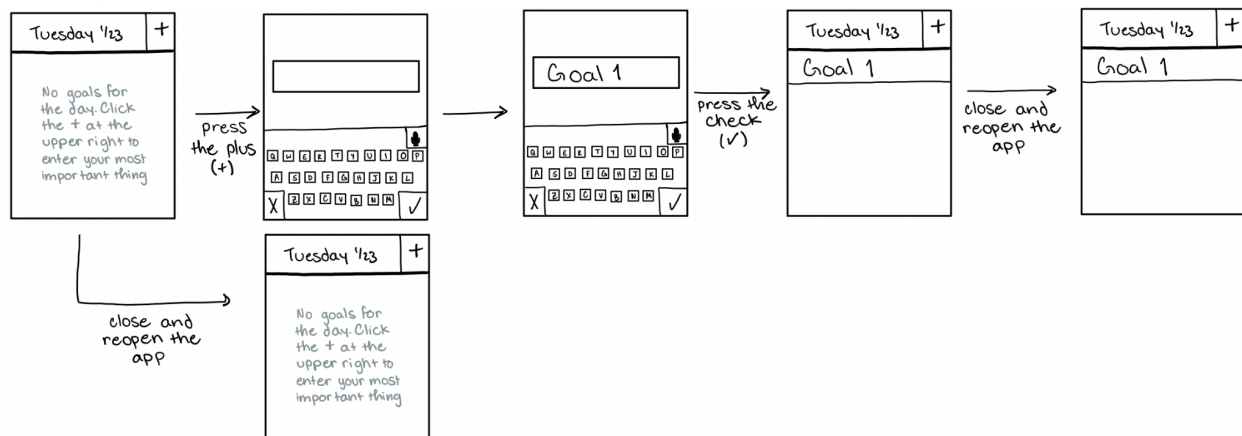 Tuesday 1/23 +
No goals for
the day. Click
the + at the
upper right to
enter your most
important thing
press
the plus
(+)
Q W E R T Y U I O P
A S D F G H J K L
X Z X C V B N M ✓
Goal 1
Q W E R T Y U I O P
A S D F G H J K L
X Z X C V B N M ✓
press the
check
(✓)
Tuesday 1/23 +
Goal 1
close and
reopen the
app
Tuesday 1/23 +
Goal 1
close and
reopen the
app
Tuesday 1/23 +
No goals for
the day. Click
the + at the
upper right to
enter your most
important thing